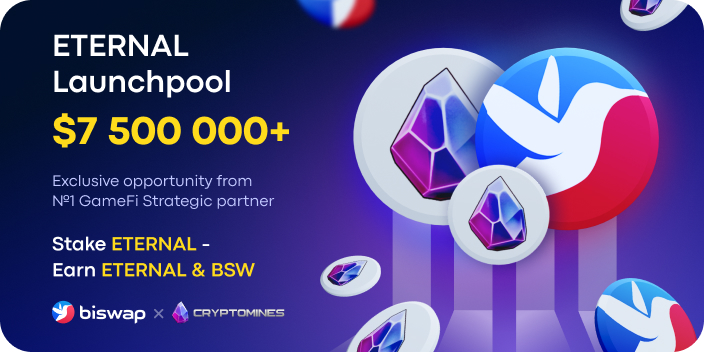 ETERNAL
Launchpool
$7 500 000+
Exclusive opportunity from
№1 GameFi Strategic partner
Stake ETERNAL -
Earn ETERNAL & BSW
biswap × CRYPTOMINES